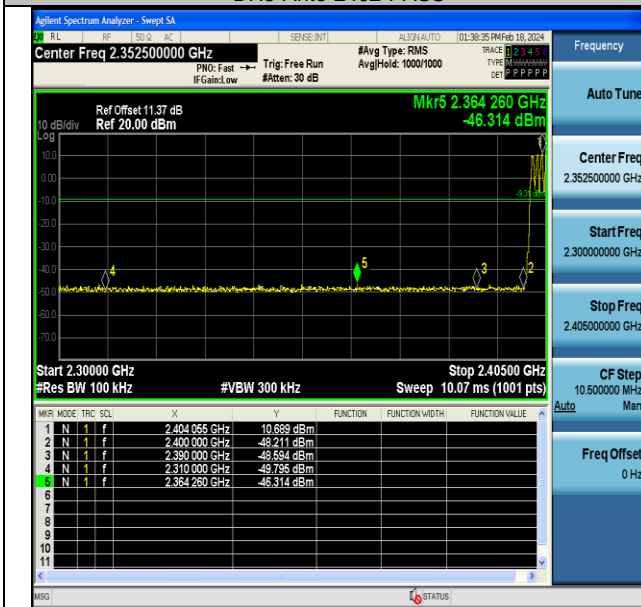 Agilent Spectrum Analyzer - Swept SA
RL RF 50 Ω AC SENSE:INT ALIGN AUTO 01:38:35 PM Feb 18, 2024
Center Freq 2.352500000 GHz
PNO: Fast
IFGain:Low
Trig: Free Run
#Atten: 30 dB
#Avg Type: RMS
Avg|Hold: 1000/1000
TRACE 1 2 3 4 5 6
TYPE M
DET P P P P P P
Mkr5 2.364 260 GHz
-46.314 dBm
Ref Offset 11.37 dB
10 dB/div Ref 20.00 dBm
Log
10.0
0.00
-10.0
-20.0
-30.0
-40.0
-50.0
-60.0
-70.0
1
-9.31 dBm
4
5
3
2
Start 2.30000 GHz Stop 2.40500 GHz
#Res BW 100 kHz #VBW 300 kHz Sweep 10.07 ms (1001 pts)
MKR MODE TRC SCL X Y FUNCTION FUNCTION WIDTH FUNCTION VALUE
1 N 1 f 2.404 055 GHz 10.689 dBm
2 N 1 f 2.400 000 GHz -48.211 dBm
3 N 1 f 2.390 000 GHz -48.594 dBm
4 N 1 f 2.310 000 GHz -49.795 dBm
5 N 1 f 2.364 260 GHz -46.314 dBm
6
7
8
9
10
11
MSG STATUS
Frequency
Auto Tune
Center Freq
2.352500000 GHz
Start Freq
2.300000000 GHz
Stop Freq
2.405000000 GHz
CF Step
10.500000 MHz
Auto Man
Freq Offset
0 Hz